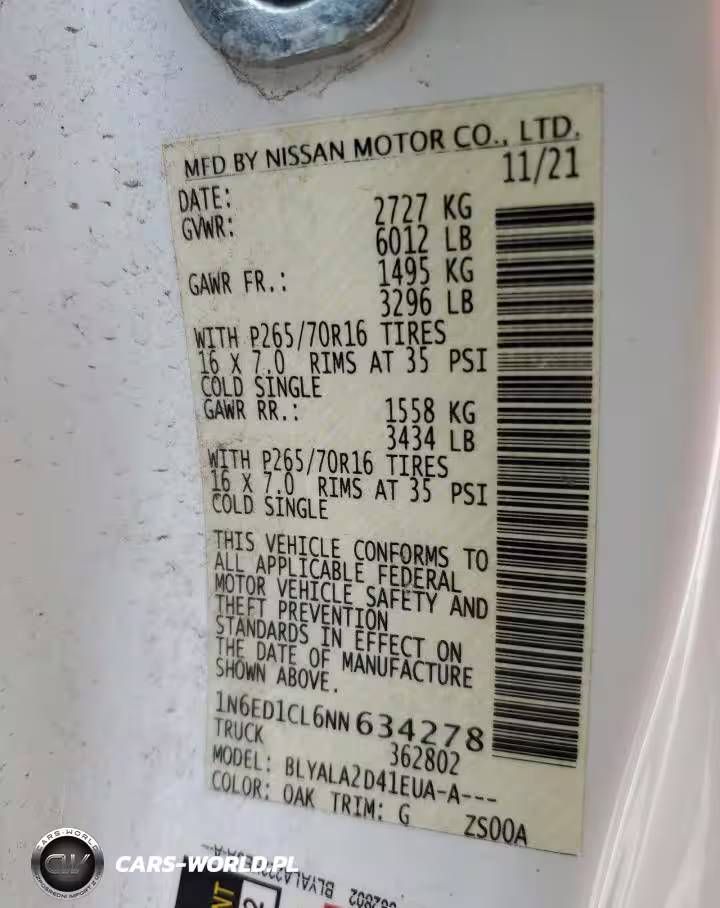 MFD BY NISSAN MOTOR CO., LTD.
DATE: 11/21
GVWR: 2727 KG
6012 LB
GAWR FR.: 1495 KG
3296 LB
WITH P265/70R16 TIRES
16 X 7.0 RIMS AT 35 PSI
COLD SINGLE
GAWR RR.: 1558 KG
3434 LB
WITH P265/70R16 TIRES
16 X 7.0 RIMS AT 35 PSI
COLD SINGLE
THIS VEHICLE CONFORMS TO
ALL APPLICABLE FEDERAL
MOTOR VEHICLE SAFETY AND
THEFT PREVENTION
STANDARDS IN EFFECT ON
THE DATE OF MANUFACTURE
SHOWN ABOVE.
1N6ED1CL6NN634278
TRUCK 362802
MODEL: BLYALA2D41EUA-A---
COLOR: OAK TRIM: G ZS00A
CARS-WORLD
CW
CARS-WORLD.PL